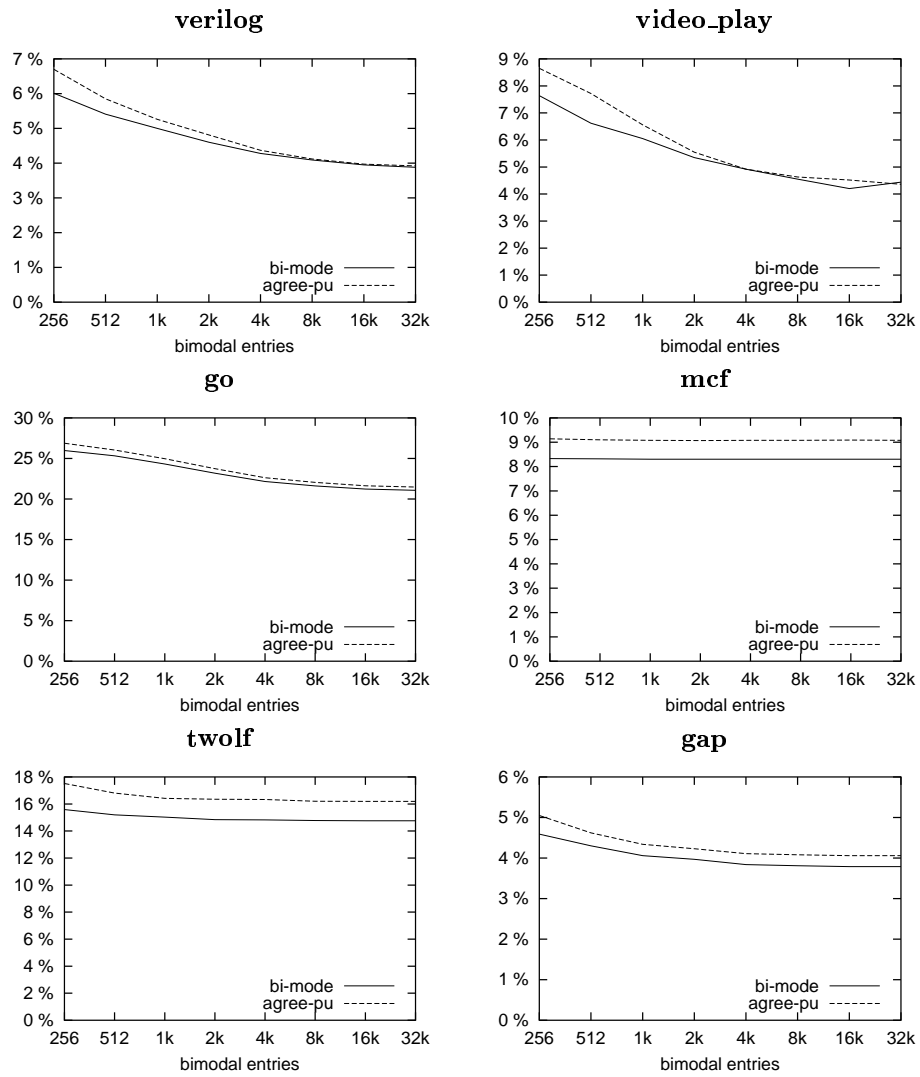 verilog
7 %
6 %
5 %
4 %
3 %
2 %
1 %
0 %
bi-mode
agree-pu
256 512 1k 2k 4k 8k 16k 32k
bimodal entries
video_play
9 %
8 %
7 %
6 %
5 %
4 %
3 %
2 %
1 %
0 %
bi-mode
agree-pu
256 512 1k 2k 4k 8k 16k 32k
bimodal entries
go
30 %
25 %
20 %
15 %
10 %
5 %
0 %
bi-mode
agree-pu
256 512 1k 2k 4k 8k 16k 32k
bimodal entries
mcf
10 %
9 %
8 %
7 %
6 %
5 %
4 %
3 %
2 %
1 %
0 %
bi-mode
agree-pu
256 512 1k 2k 4k 8k 16k 32k
bimodal entries
twolf
18 %
16 %
14 %
12 %
10 %
8 %
6 %
4 %
2 %
0 %
bi-mode
agree-pu
256 512 1k 2k 4k 8k 16k 32k
bimodal entries
gap
6 %
5 %
4 %
3 %
2 %
1 %
0 %
bi-mode
agree-pu
256 512 1k 2k 4k 8k 16k 32k
bimodal entries